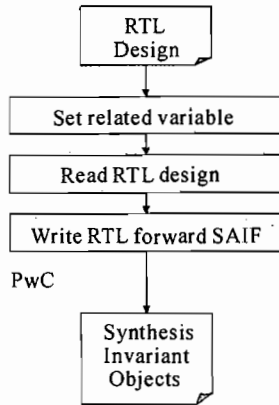 RTL
Design
Set related variable
Read RTL design
Write RTL forward SAIF
PwC
Synthesis
Invariant
Objects